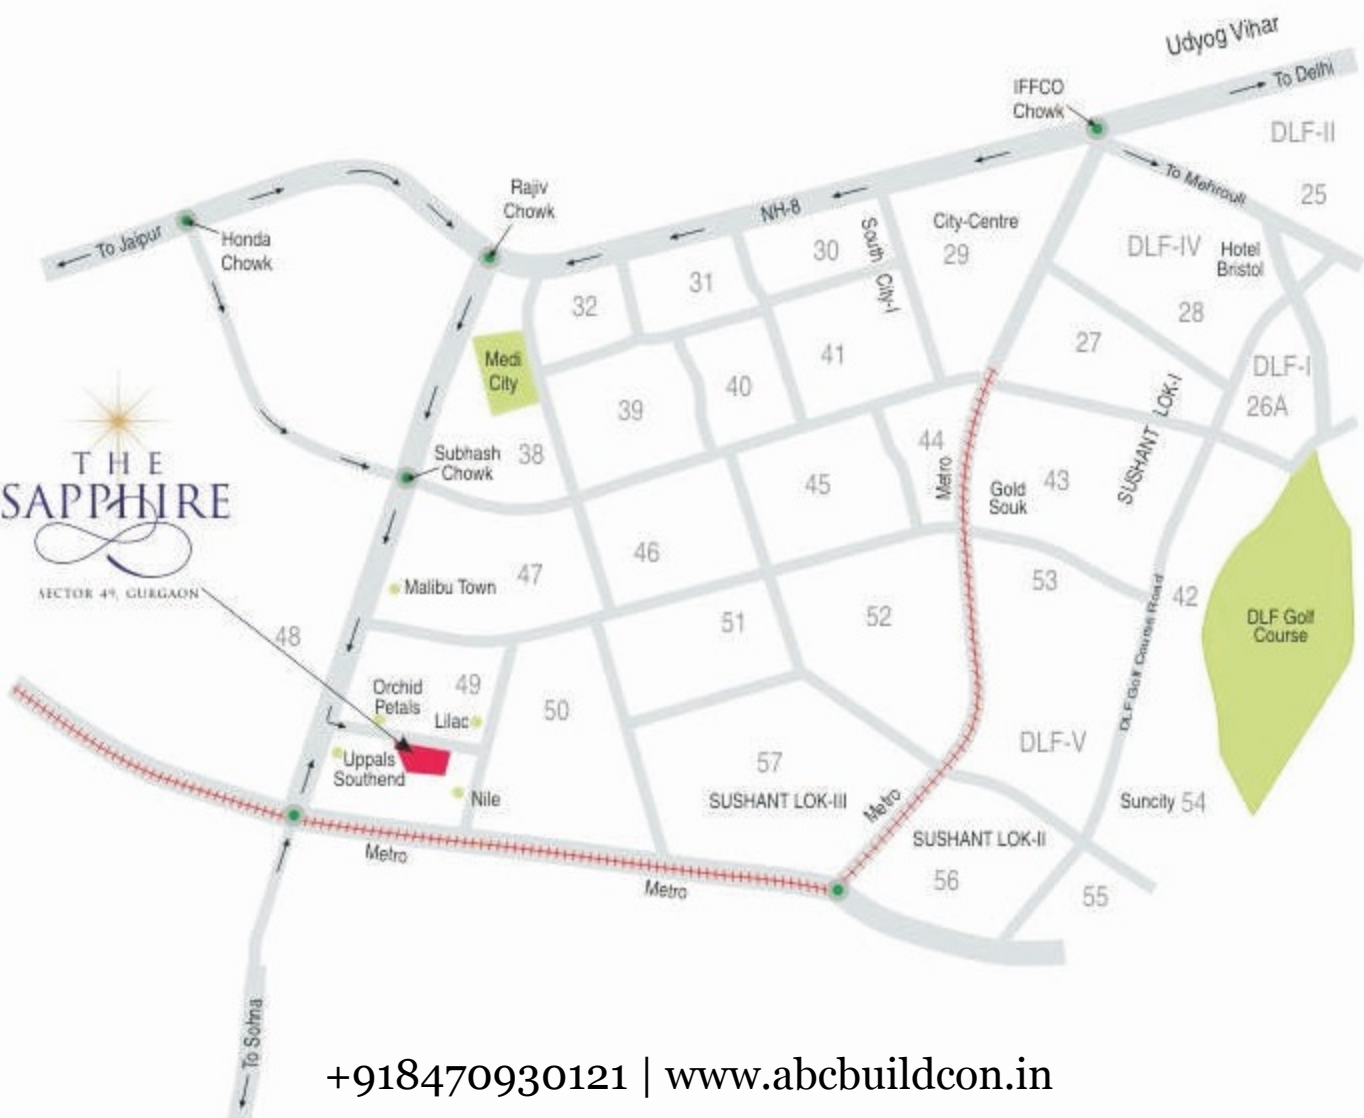 Udyog Vihar
To Delhi
IFFCO
Chowk
DLF-II
To Mehrouli
25
Rajiv
Chowk
NH-8
To Jaipur
Honda
Chowk
30
South City-I
City-Centre
29
DLF-IV
Hotel
Bristol
31
32
28
27
41
Medi
City
40
39
DLF-I
26A
SUSHANT LOK-I
THE
SAPPHIRE
SECTOR 49, GURGAON
Subhash
Chowk
38
44
Metro
45
Gold
Souk
43
46
47
Malibu Town
53
42
DLF Golf Course Road
DLF Golf
Course
48
51
52
Orchid
Petals
49
Lilac
50
Uppals
Southend
Nile
57
SUSHANT LOK-III
Metro
DLF-V
Suncity 54
SUSHANT LOK-II
56
55
Metro
Metro
To Sohna
+918470930121 | www.abcbuildcon.in